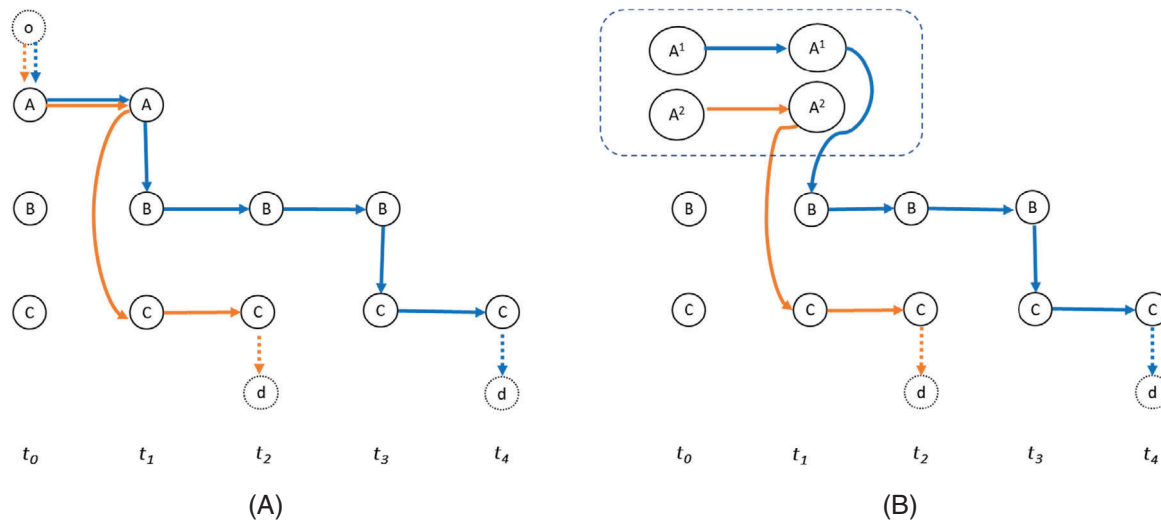 o
A A
B B B B
C C C C C
d d
t₀ t₁ t₂ t₃ t₄
(A)
A¹ A¹
A² A²
B B B B
C C C C C
d d
t₀ t₁ t₂ t₃ t₄
(B)